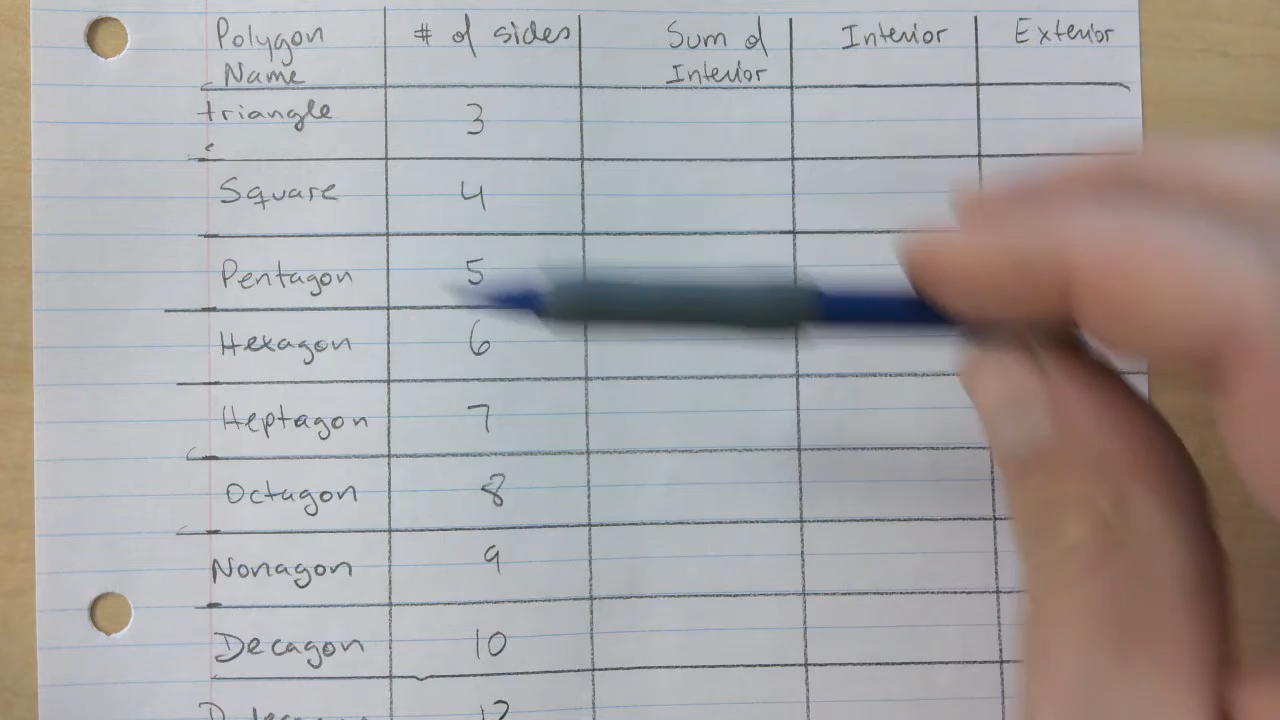 Polygon Name # of sides Sum of Interior Interior Exterior
triangle 3
Square 4
Pentagon 5
Hexagon 6
Heptagon 7
Octagon 8
Nonagon 9
Decagon 10
12